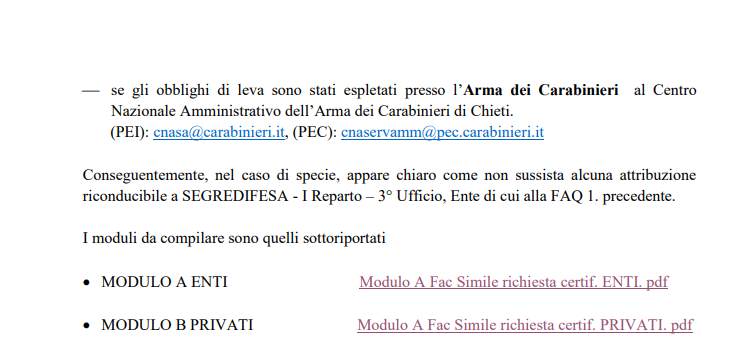 — se gli obblighi di leva sono stati espletati presso l’Arma dei Carabinieri al Centro
Nazionale Amministrativo dell’Arma dei Carabinieri di Chieti.
(PEI): cnasa@carabinieri.it, (PEC): cnaservamm@pec.carabinieri.it
Conseguentemente, nel caso di specie, appare chiaro come non sussista alcuna attribuzione
riconducibile a SEGREDIFESA - I Reparto – 3° Ufficio, Ente di cui alla FAQ 1. precedente.
I moduli da compilare sono quelli sottoriportati
• MODULO A ENTI Modulo A Fac Simile richiesta certif. ENTI. pdf
• MODULO B PRIVATI Modulo A Fac Simile richiesta certif. PRIVATI. pdf